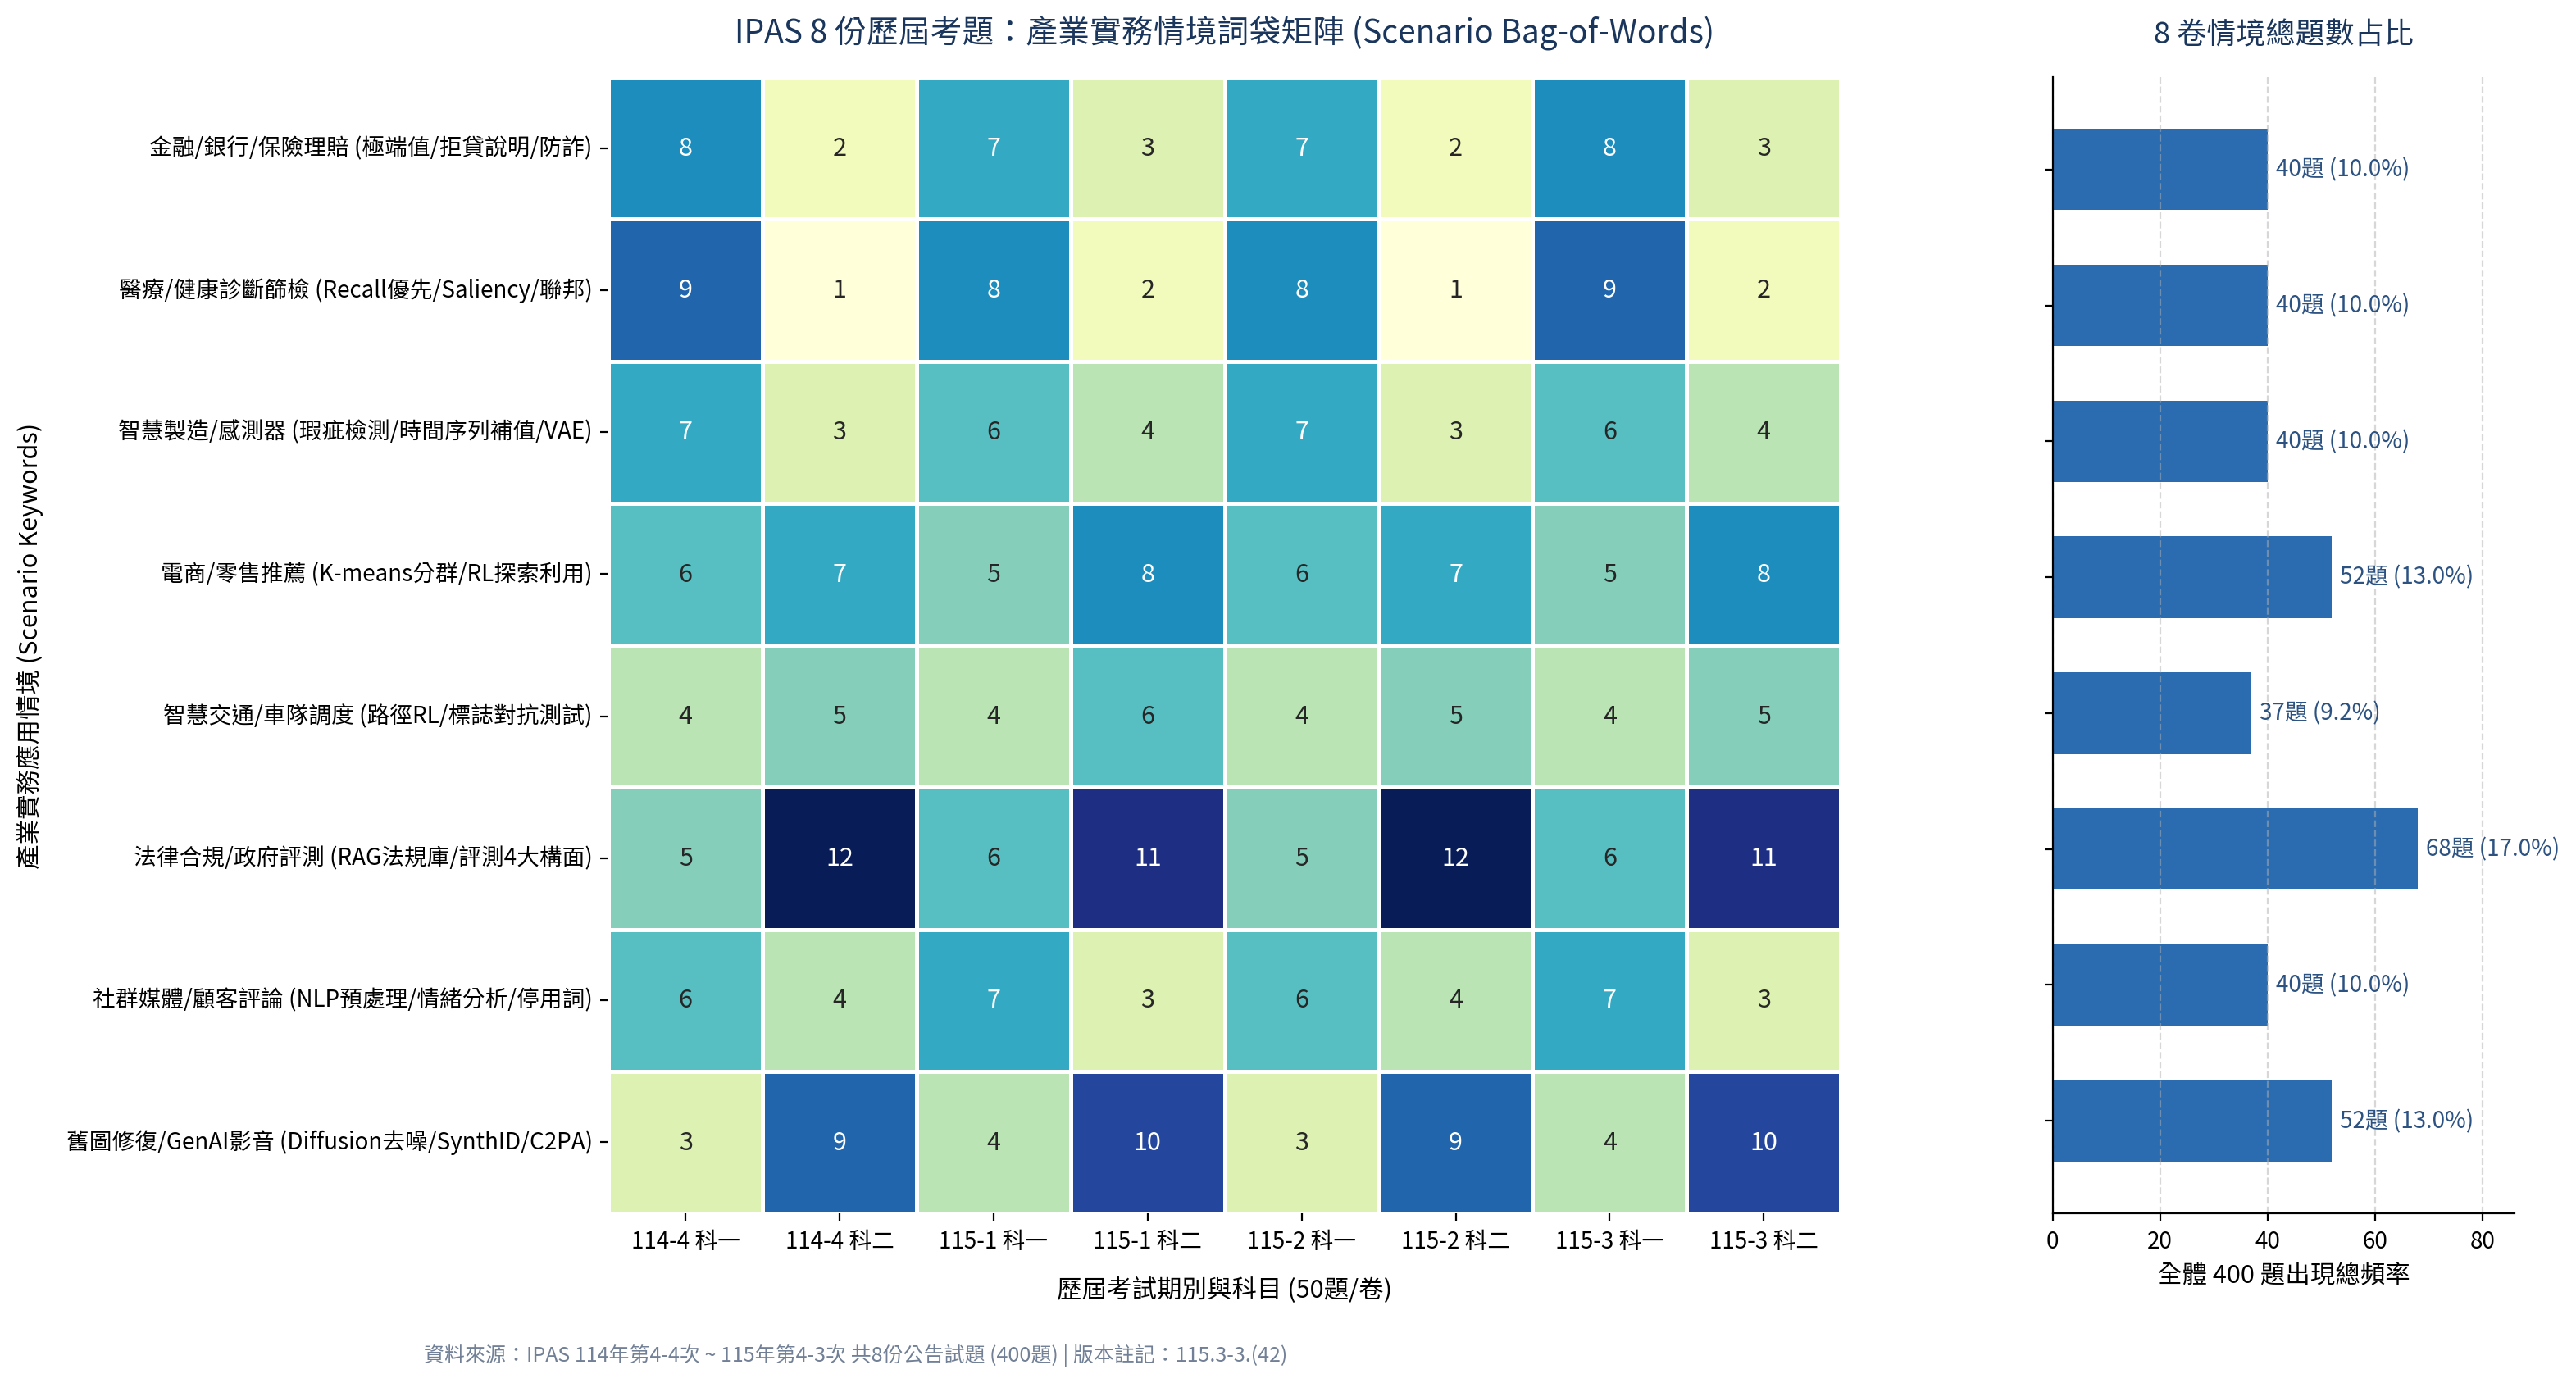 IPAS 8 份歷屆考題：產業實務情境詞袋矩陣 (Scenario Bag-of-Words)
8 卷情境總題數占比
產業實務應用情境 (Scenario Keywords)
金融/銀行/保險理賠 (極端值/拒貸說明/防詐) 8 2 7 3 7 2 8 3 40題 (10.0%)
醫療/健康診斷篩檢 (Recall優先/Saliency/聯邦) 9 1 8 2 8 1 9 2 40題 (10.0%)
智慧製造/感測器 (瑕疵檢測/時間序列補值/VAE) 7 3 6 4 7 3 6 4 40題 (10.0%)
電商/零售推薦 (K-means分群/RL探索利用) 6 7 5 8 6 7 5 8 52題 (13.0%)
智慧交通/車隊調度 (路徑RL/標誌對抗測試) 4 5 4 6 4 5 4 5 37題 (9.2%)
法律合規/政府評測 (RAG法規庫/評測4大構面) 5 12 6 11 5 12 6 11 68題 (17.0%)
社群媒體/顧客評論 (NLP預處理/情緒分析/停用詞) 6 4 7 3 6 4 7 3 40題 (10.0%)
舊圖修復/GenAI影音 (Diffusion去噪/SynthID/C2PA) 3 9 4 10 3 9 4 10 52題 (13.0%)
114-4 科一 114-4 科二 115-1 科一 115-1 科二 115-2 科一 115-2 科二 115-3 科一 115-3 科二
0 20 40 60 80
歷屆考試期別與科目 (50題/卷)
全體 400 題出現總頻率
資料來源：IPAS 114年第4-4次 ~ 115年第4-3次 共8份公告試題 (400題) | 版本註記：115.3-3.(42)